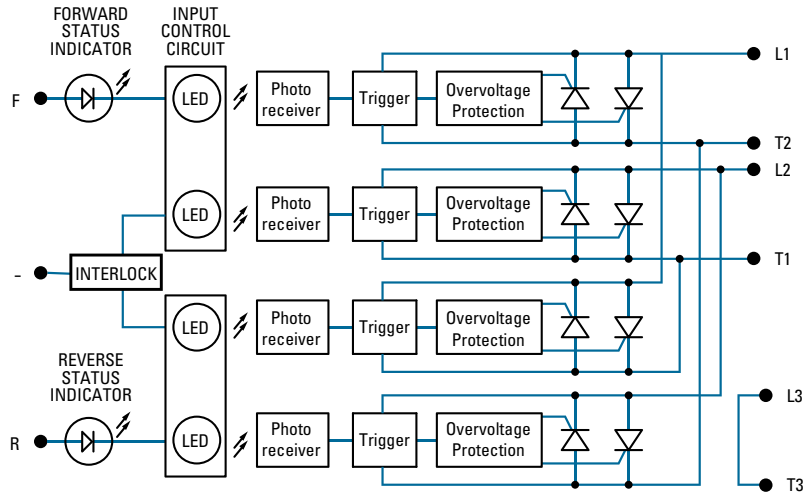 FORWARD
STATUS
INDICATOR
INPUT
CONTROL
CIRCUIT
F
LED
Photo
receiver
Trigger
Overvoltage
Protection
L1
T2
L2
LED
Photo
receiver
Trigger
Overvoltage
Protection
T1
-
INTERLOCK
LED
Photo
receiver
Trigger
Overvoltage
Protection
REVERSE
STATUS
INDICATOR
L3
R
LED
Photo
receiver
Trigger
Overvoltage
Protection
T3